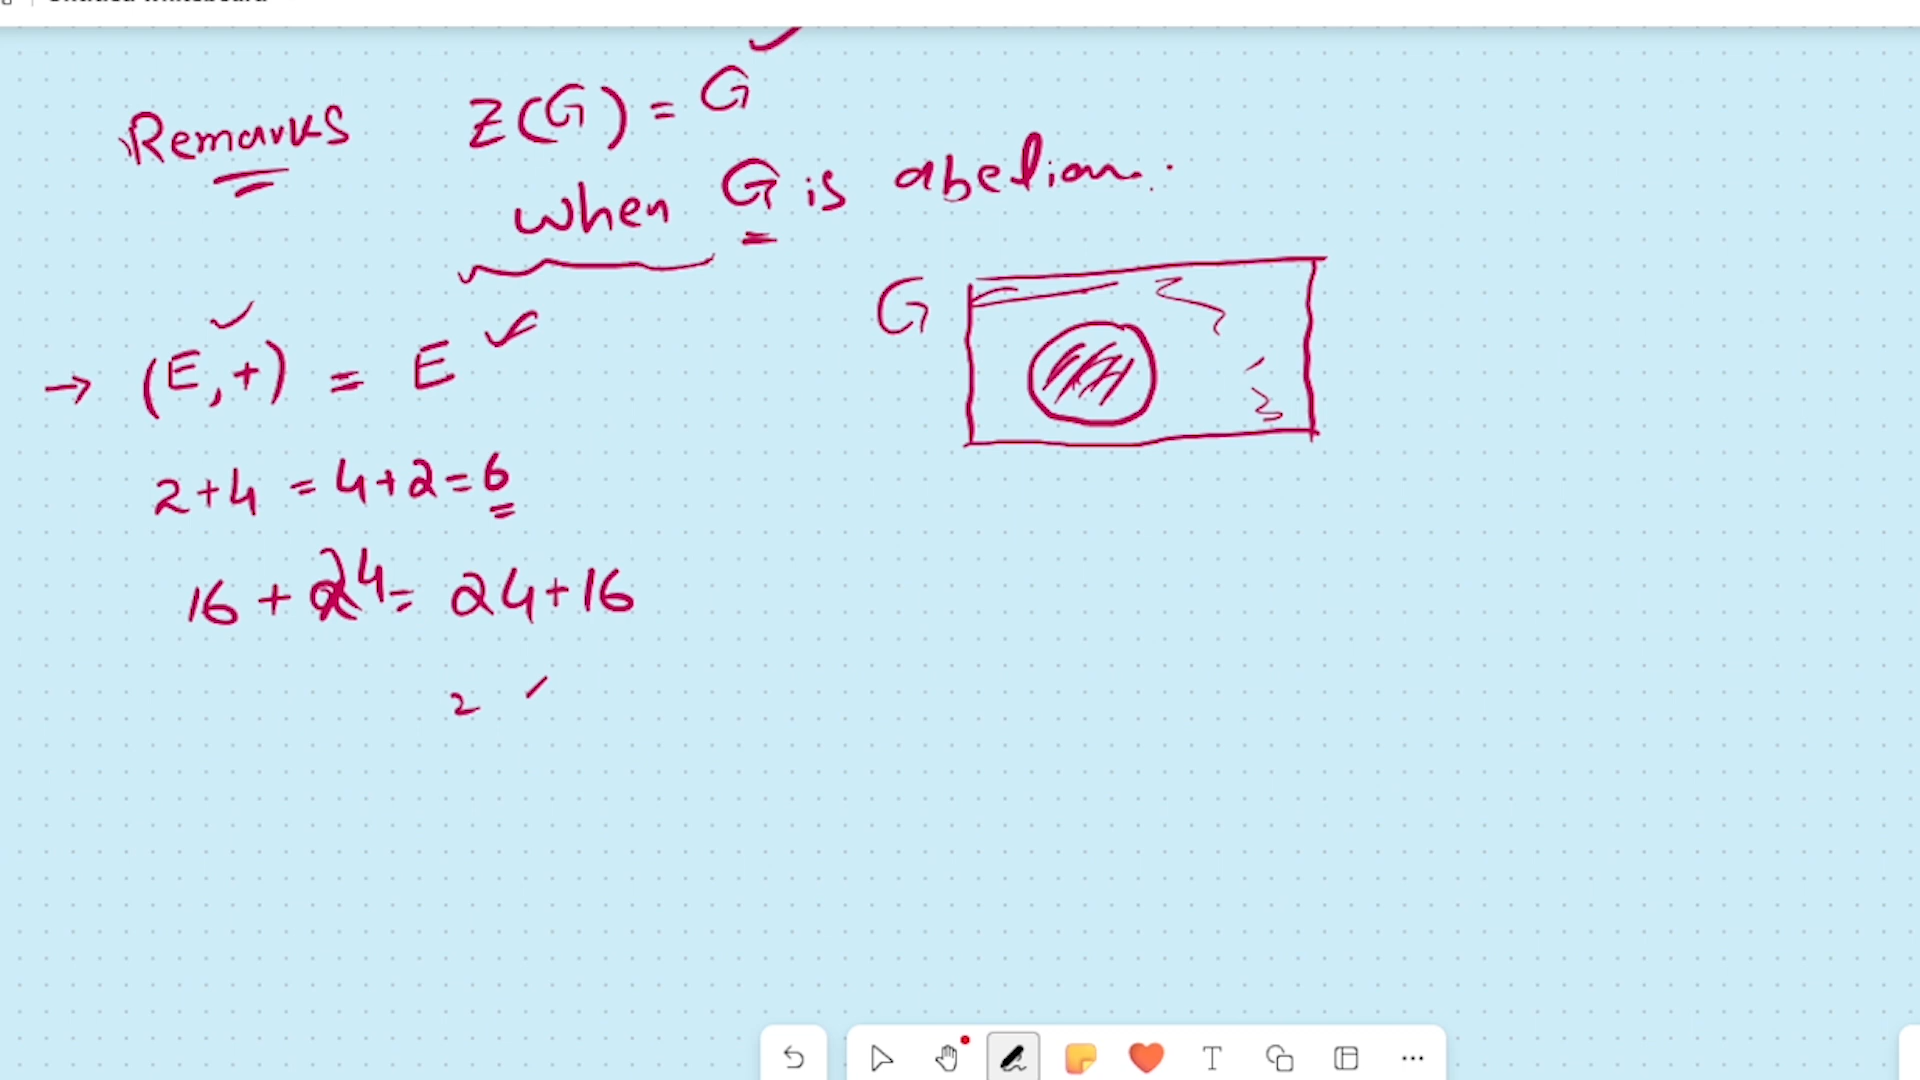 Remarks Z(G) = G
when G is abelian.
G
→ (E,+) = E
2+4 = 4+2 = 6
16 + 24 = 24+16
2
T